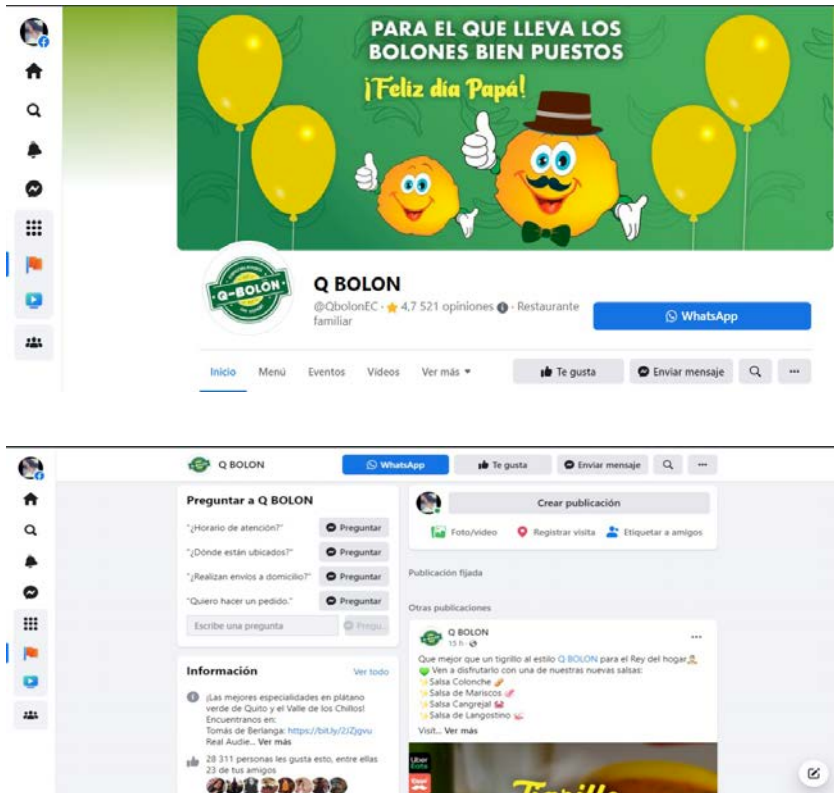 PARA EL QUE LLEVA LOS
BOLONES BIEN PUESTOS
¡Feliz día Papá!
Q-BOLON
Q BOLON
@QbolonEC · 4,7 521 opiniones · Restaurante
familiar
WhatsApp
Inicio Menú Eventos Videos Ver más
Te gusta Enviar mensaje
Q BOLON
WhatsApp Te gusta Enviar mensaje
Preguntar a Q BOLON
"¿Horario de atención?" Preguntar
"¿Dónde están ubicados?" Preguntar
"¿Realizan envíos a domicilio?" Preguntar
"Quiero hacer un pedido." Preguntar
Escribe una pregunta Pregu...
Información Ver todo
¡Las mejores especialidades en plátano
verde de Quito y el Valle de los Chillos!
Encuentranos en:
Tomás de Berlanga: https://bit.ly/2JZjgvu
Real Audie... Ver más
28 311 personas les gusta esto, entre ellas
23 de tus amigos
Crear publicación
Foto/video Registrar visita Etiquetar a amigos
Publicación fijada
Otras publicaciones
Q BOLON
15 h
Que mejor que un tigrillo al estilo Q BOLON para el Rey del hogar
Ven a disfrutarlo con una de nuestras nuevas salsas:
Salsa Colonche
Salsa de Mariscos
Salsa Cangrejal
Salsa de Langostino
Visit... Ver más
Uber
Eats
Tigrillo